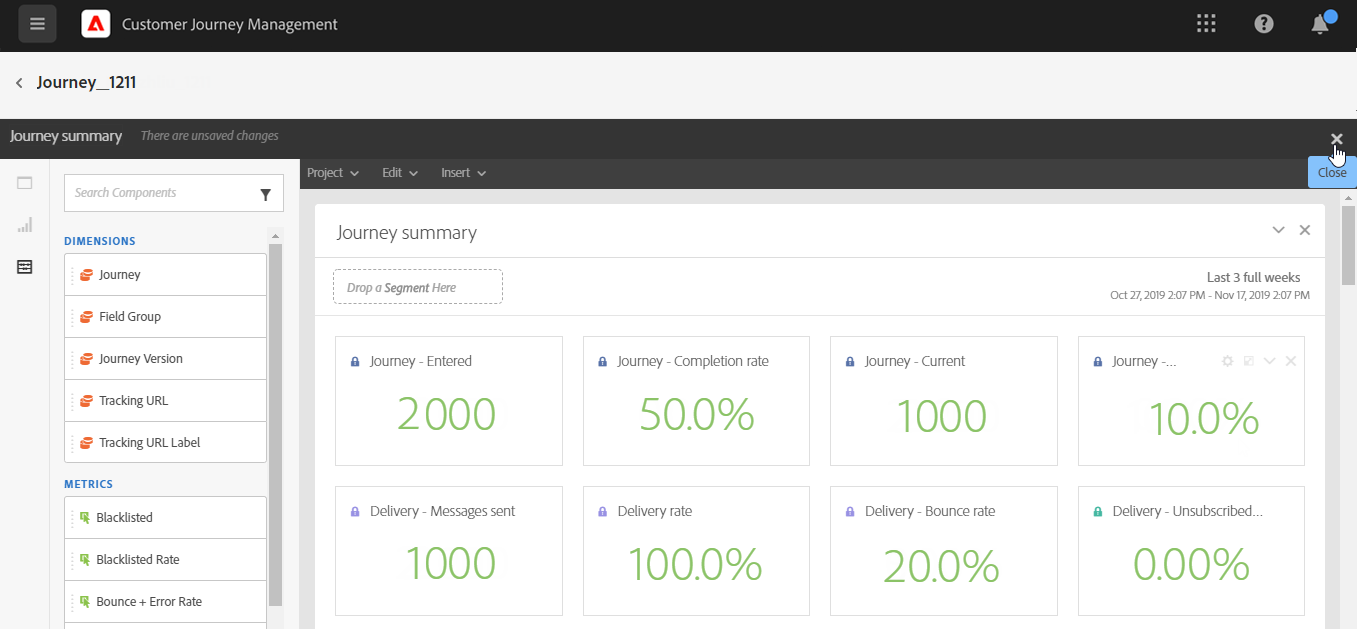 Customer Journey Management
Journey__1211
Journey summary There are unsaved changes
Close
Project Edit Insert
Search Components
DIMENSIONS
Journey
Field Group
Journey Version
Tracking URL
Tracking URL Label
METRICS
Blacklisted
Blacklisted Rate
Bounce + Error Rate
Journey summary
Drop a Segment Here
Last 3 full weeks
Oct 27, 2019 2:07 PM - Nov 17, 2019 2:07 PM
Journey - Entered
2000
Journey - Completion rate
50.0%
Journey - Current
1000
Journey -...
10.0%
Delivery - Messages sent
1000
Delivery rate
100.0%
Delivery - Bounce rate
20.0%
Delivery - Unsubscribed...
0.00%